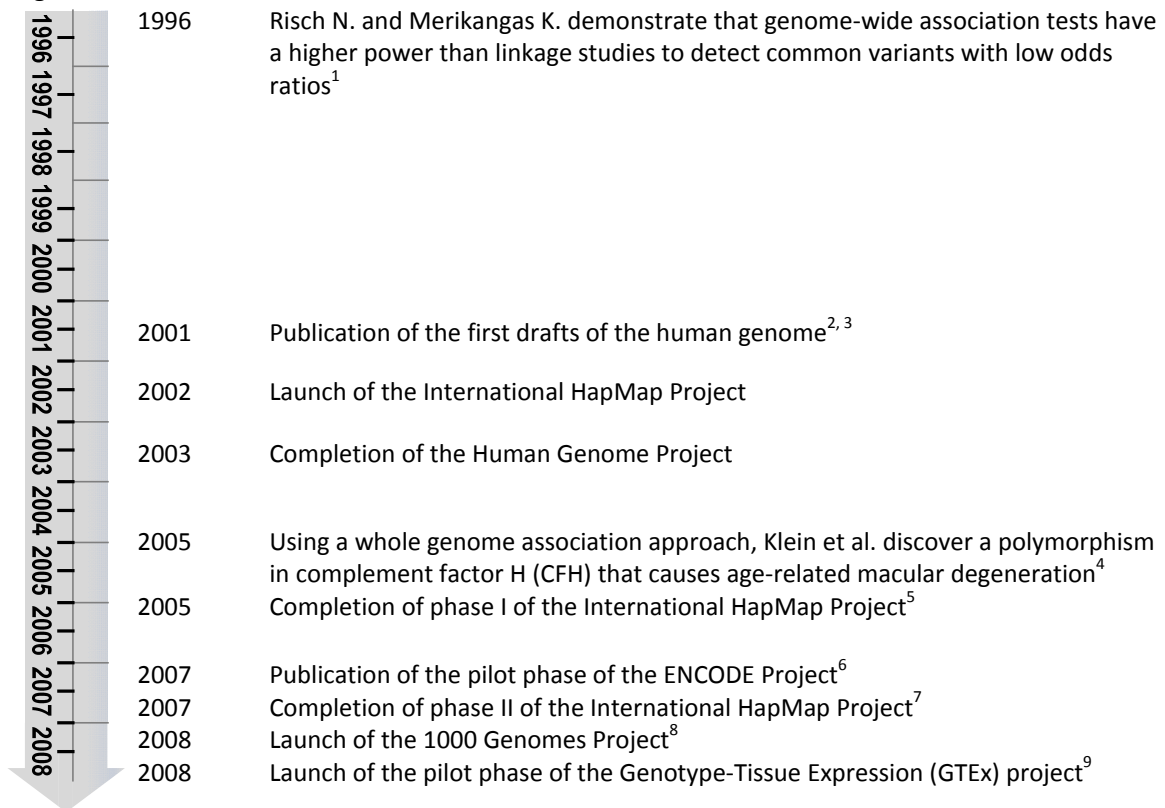 1996 Risch N. and Merikangas K. demonstrate that genome-wide association tests have
a higher power than linkage studies to detect common variants with low odds
ratios1
2001 Publication of the first drafts of the human genome2, 3
2002 Launch of the International HapMap Project
2003 Completion of the Human Genome Project
2005 Using a whole genome association approach, Klein et al. discover a polymorphism
in complement factor H (CFH) that causes age-related macular degeneration4
2005 Completion of phase I of the International HapMap Project5
2007 Publication of the pilot phase of the ENCODE Project6
2007 Completion of phase II of the International HapMap Project7
2008 Launch of the 1000 Genomes Project8
2008 Launch of the pilot phase of the Genotype-Tissue Expression (GTEx) project9
1996 1997 1998 1999 2000 2001 2002 2003 2004 2005 2006 2007 2008